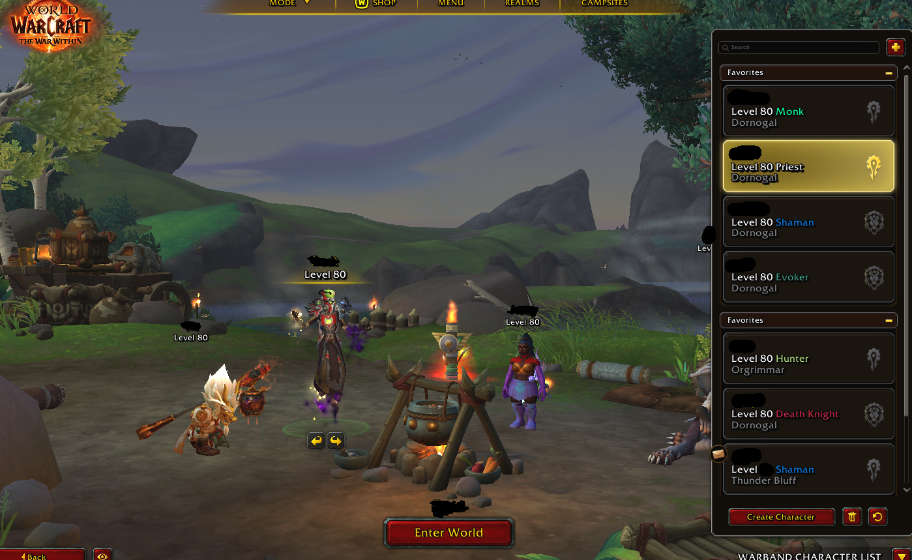 WORLD
OF
WARCRAFT
THE WAR WITHIN
MODE
SHOP
MENU
REALMS
CAMPSITES
Search
Favorites
Level 80 Monk
Dornogal
Level 80 Priest
Dornogal
Level 80 Shaman
Dornogal
Level 80 Evoker
Dornogal
Favorites
Level 80 Hunter
Orgrimmar
Level 80 Death Knight
Dornogal
Level Shaman
Thunder Bluff
Create Character
WARBAND CHARACTER LIST
Level 80
Level 80
Level 80
Lev
Enter World
Back